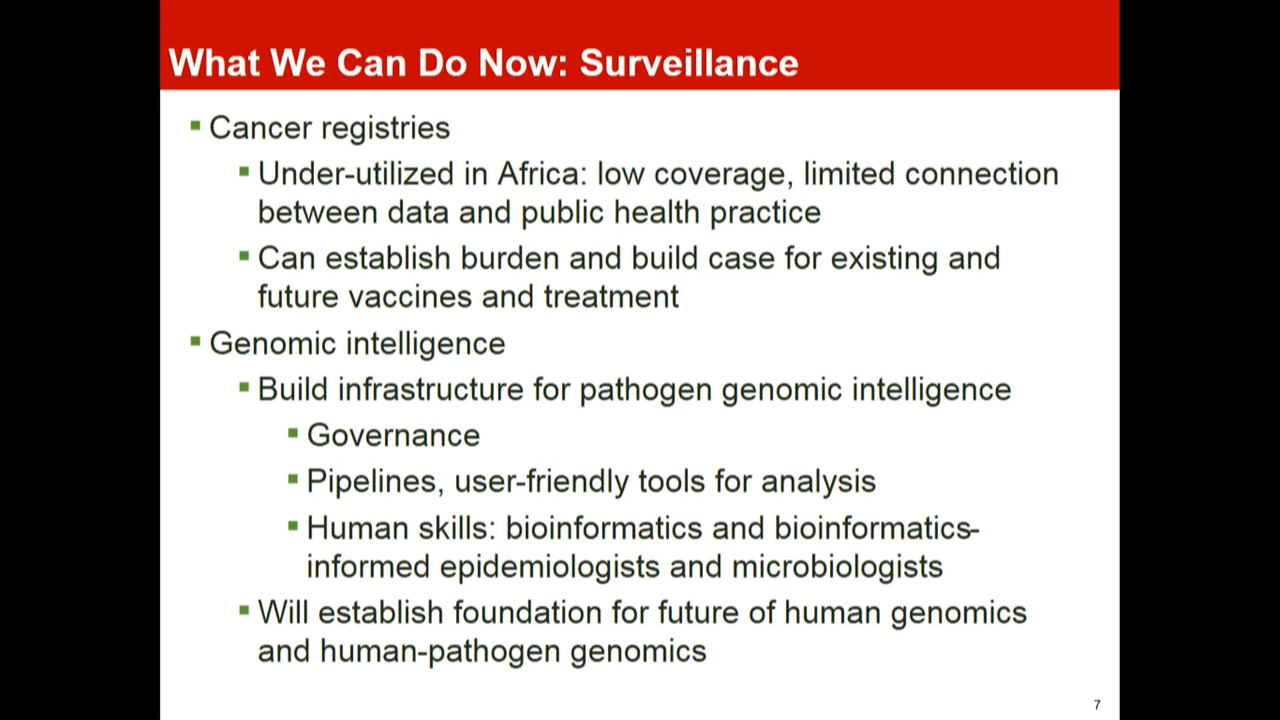 What We Can Do Now: Surveillance
Cancer registries
Under-utilized in Africa: low coverage, limited connection
between data and public health practice
Can establish burden and build case for existing and
future vaccines and treatment
Genomic intelligence
Build infrastructure for pathogen genomic intelligence
Governance
Pipelines, user-friendly tools for analysis
Human skills: bioinformatics and bioinformatics-
informed epidemiologists and microbiologists
Will establish foundation for future of human genomics
and human-pathogen genomics
7